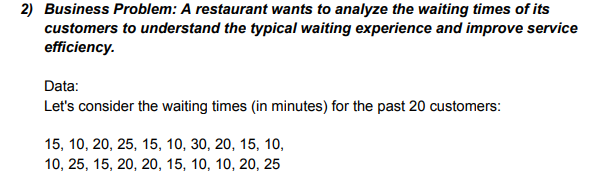 2) Business Problem: A restaurant wants to analyze the waiting times of its
customers to understand the typical waiting experience and improve service
efficiency.
Data:
Let's consider the waiting times (in minutes) for the past 20 customers:
15, 10, 20, 25, 15, 10, 30, 20, 15, 10,
10, 25, 15, 20, 20, 15, 10, 10, 20, 25